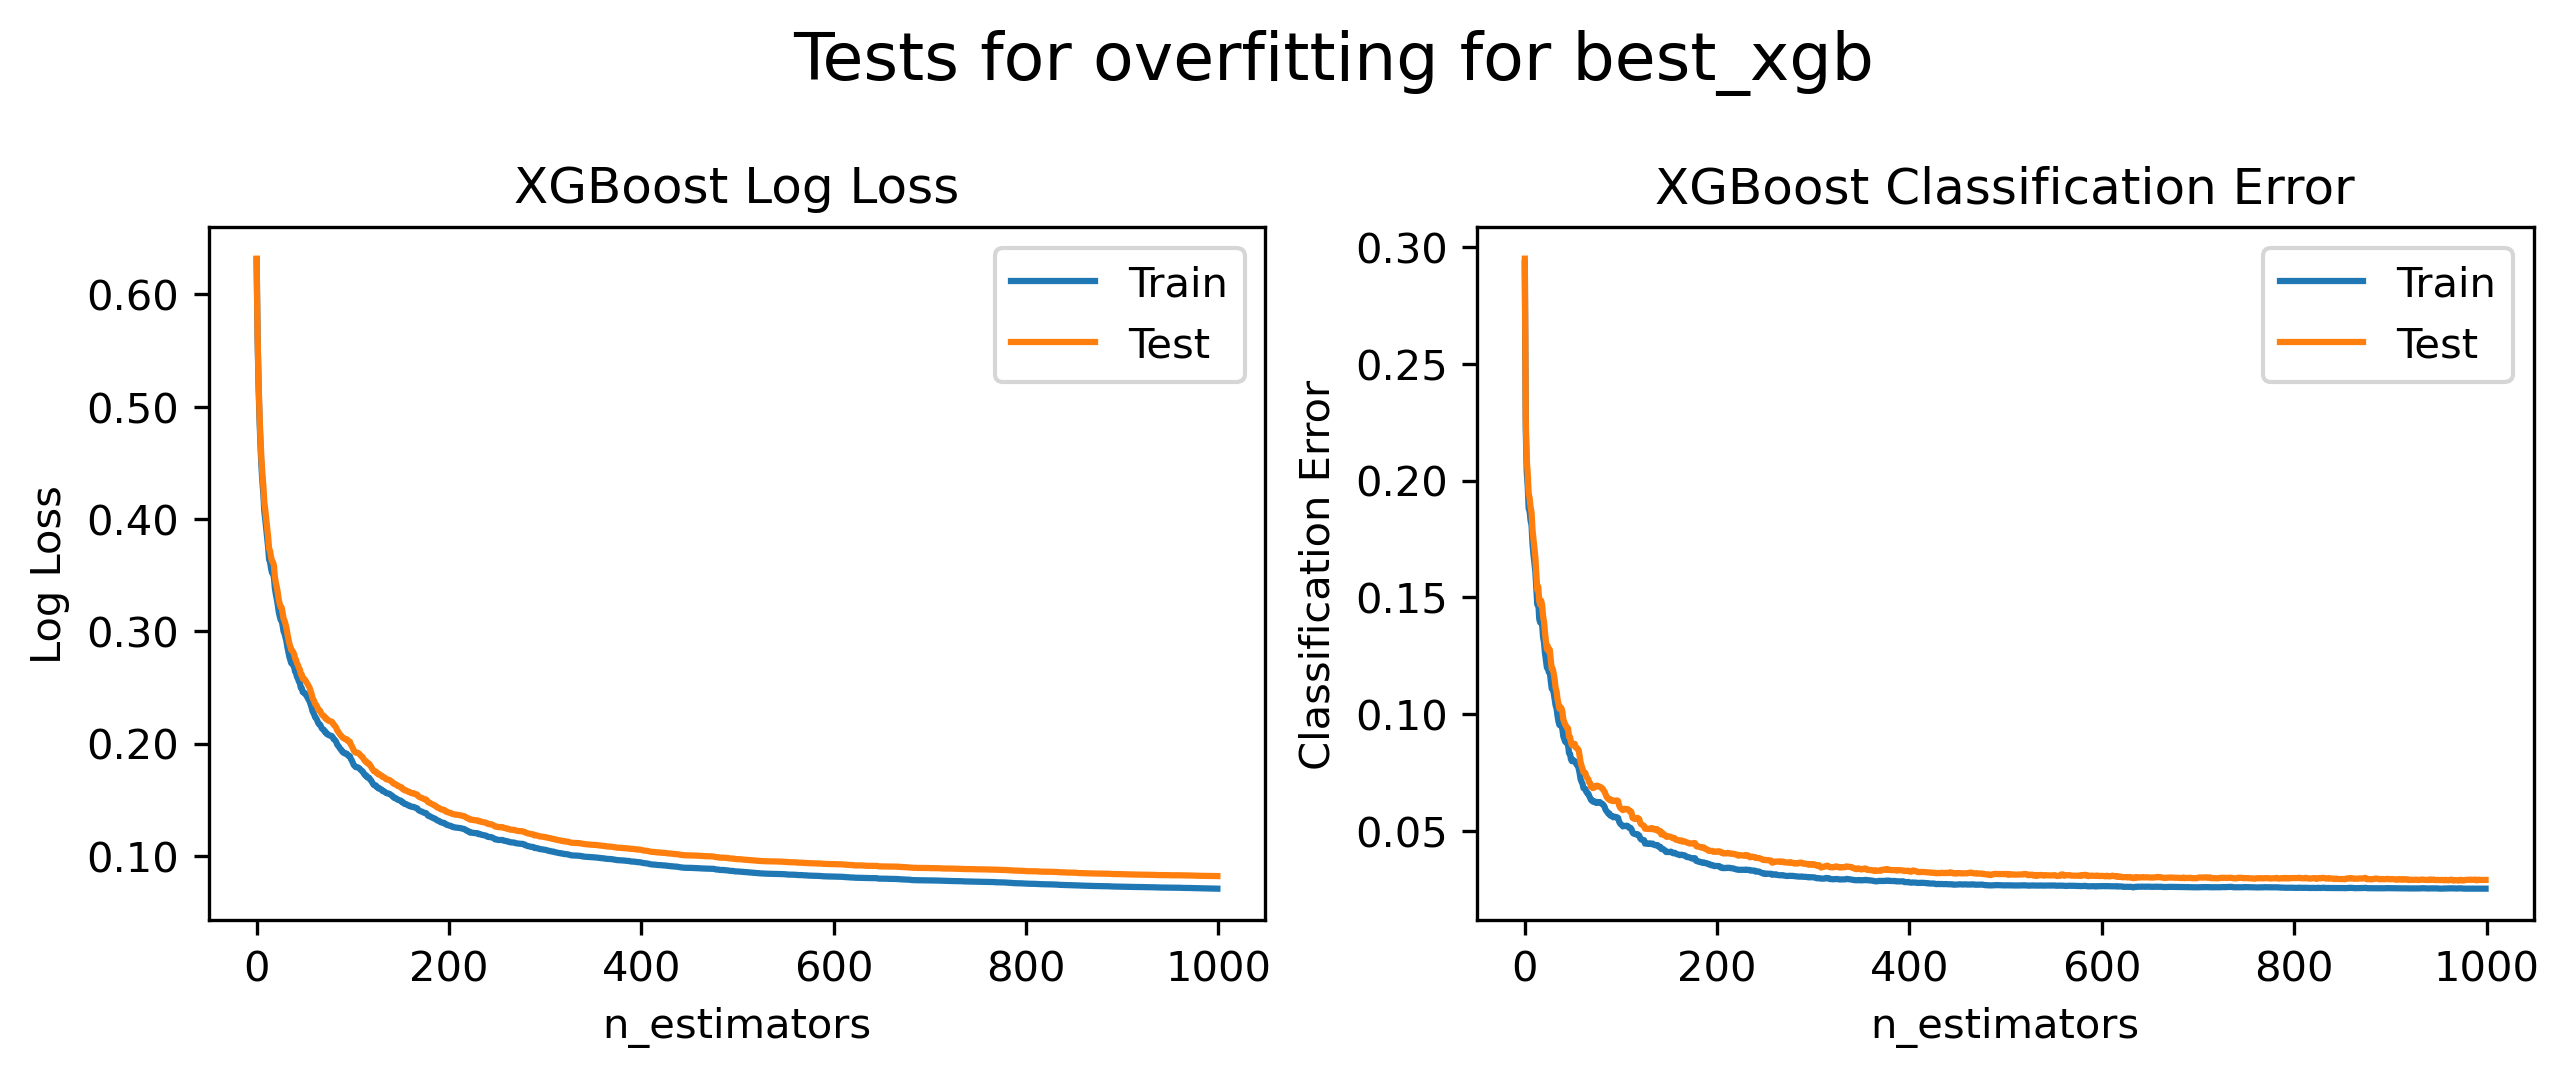 Tests for overfitting for best_xgb
XGBoost Log Loss
Log Loss
0.60
0.50
0.40
0.30
0.20
0.10
0 200 400 600 800 1000
n_estimators
Train
Test
XGBoost Classification Error
Classification Error
0.30
0.25
0.20
0.15
0.10
0.05
0 200 400 600 800 1000
n_estimators
Train
Test